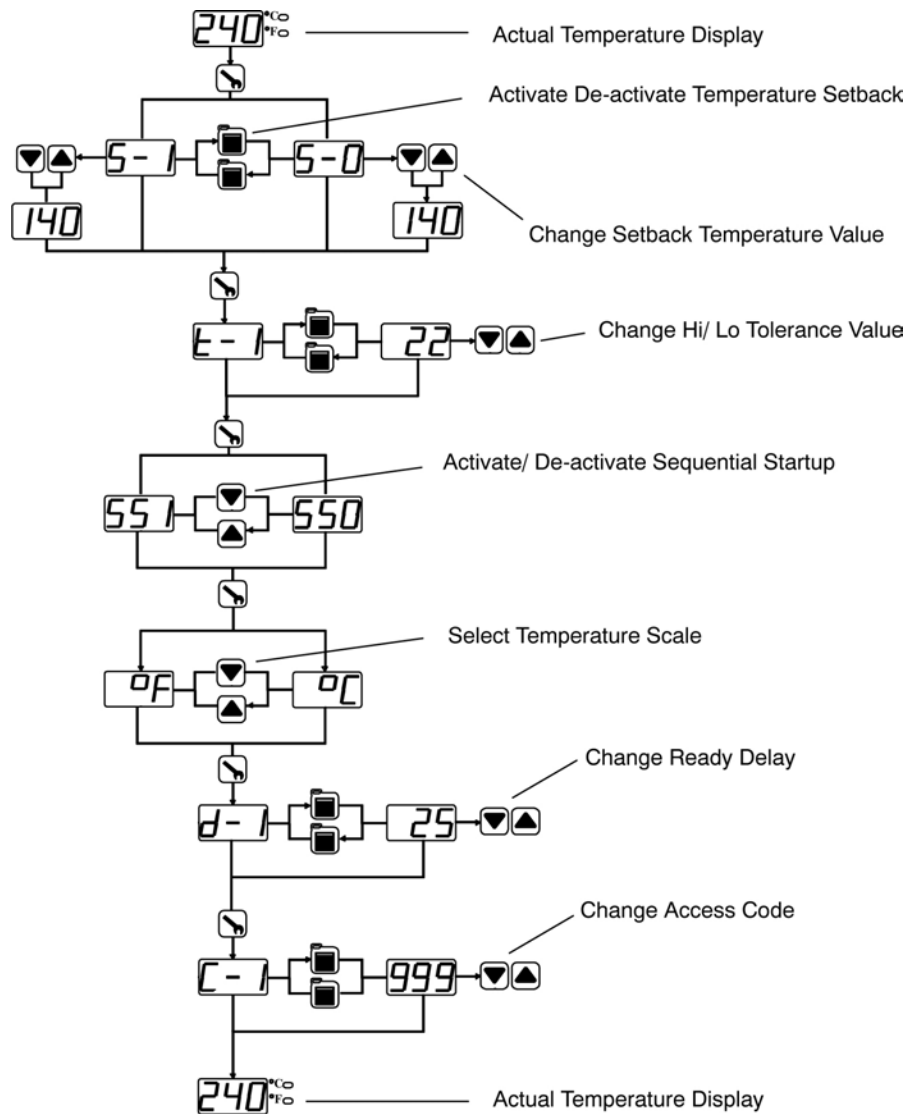 240 °C
°F
Actual Temperature Display
Activate De-activate Temperature Setback
S-1
S-0
140
140
Change Setback Temperature Value
t-1
22
Change Hi/ Lo Tolerance Value
Activate/ De-activate Sequential Startup
SS1
SS0
Select Temperature Scale
°F
°C
Change Ready Delay
d-1
25
Change Access Code
C-1
999
240 °C
°F
Actual Temperature Display